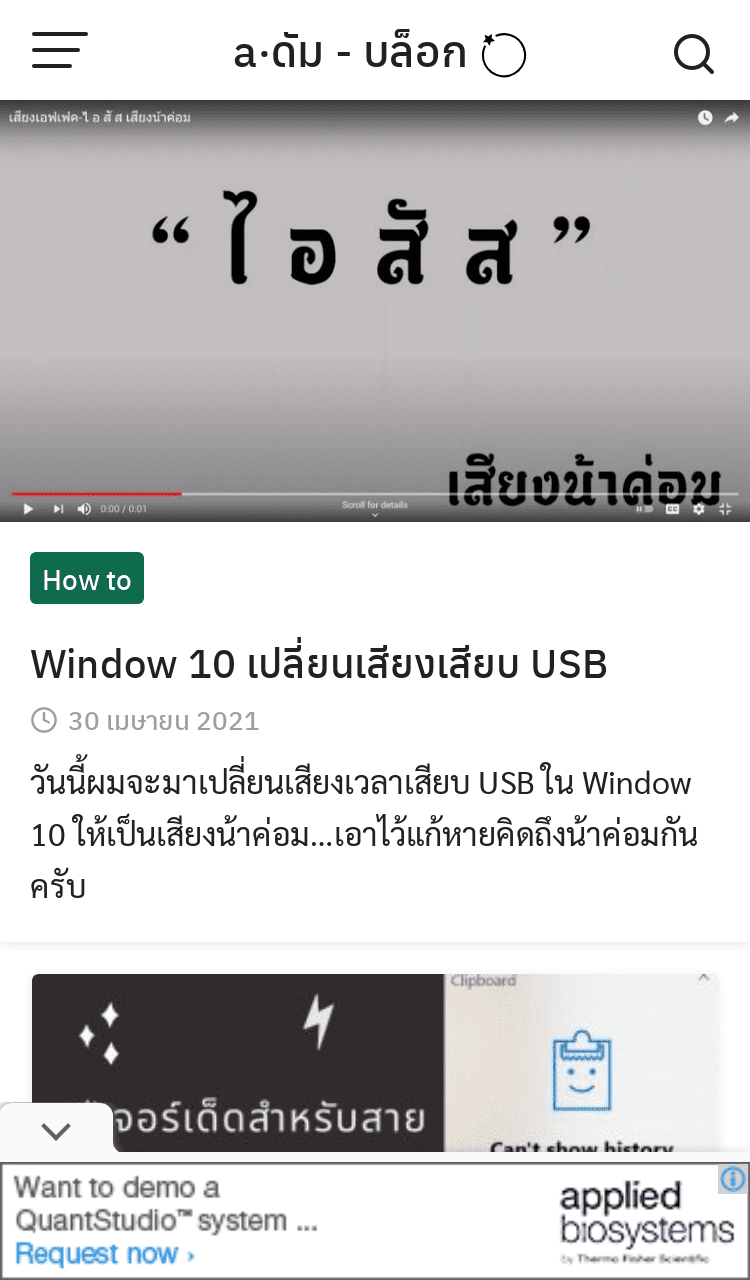 a·ดัม - บล็อก
เสียงเอฟเฟค-ไ อ สั ส เสียงน้าค่อม
“ ไ อ สั ส ”
เสียงน้าค่อม
0:00 / 0:01
Scroll for details
How to
Window 10 เปลี่ยนเสียงเสียบ USB
30 เมษายน 2021
วันนี้ผมจะมาเปลี่ยนเสียงเวลาเสียบ USB ใน Window
10 ให้เป็นเสียงน้าค่อม...เอาไว้แก้หายคิดถึงน้าค่อมกัน
ครับ
Clipboard
จอร์เด็ดสำหรับสาย
Can't show history
Want to demo a
QuantStudio™ system ...
Request now ›
applied
biosystems
by Thermo Fisher Scientific